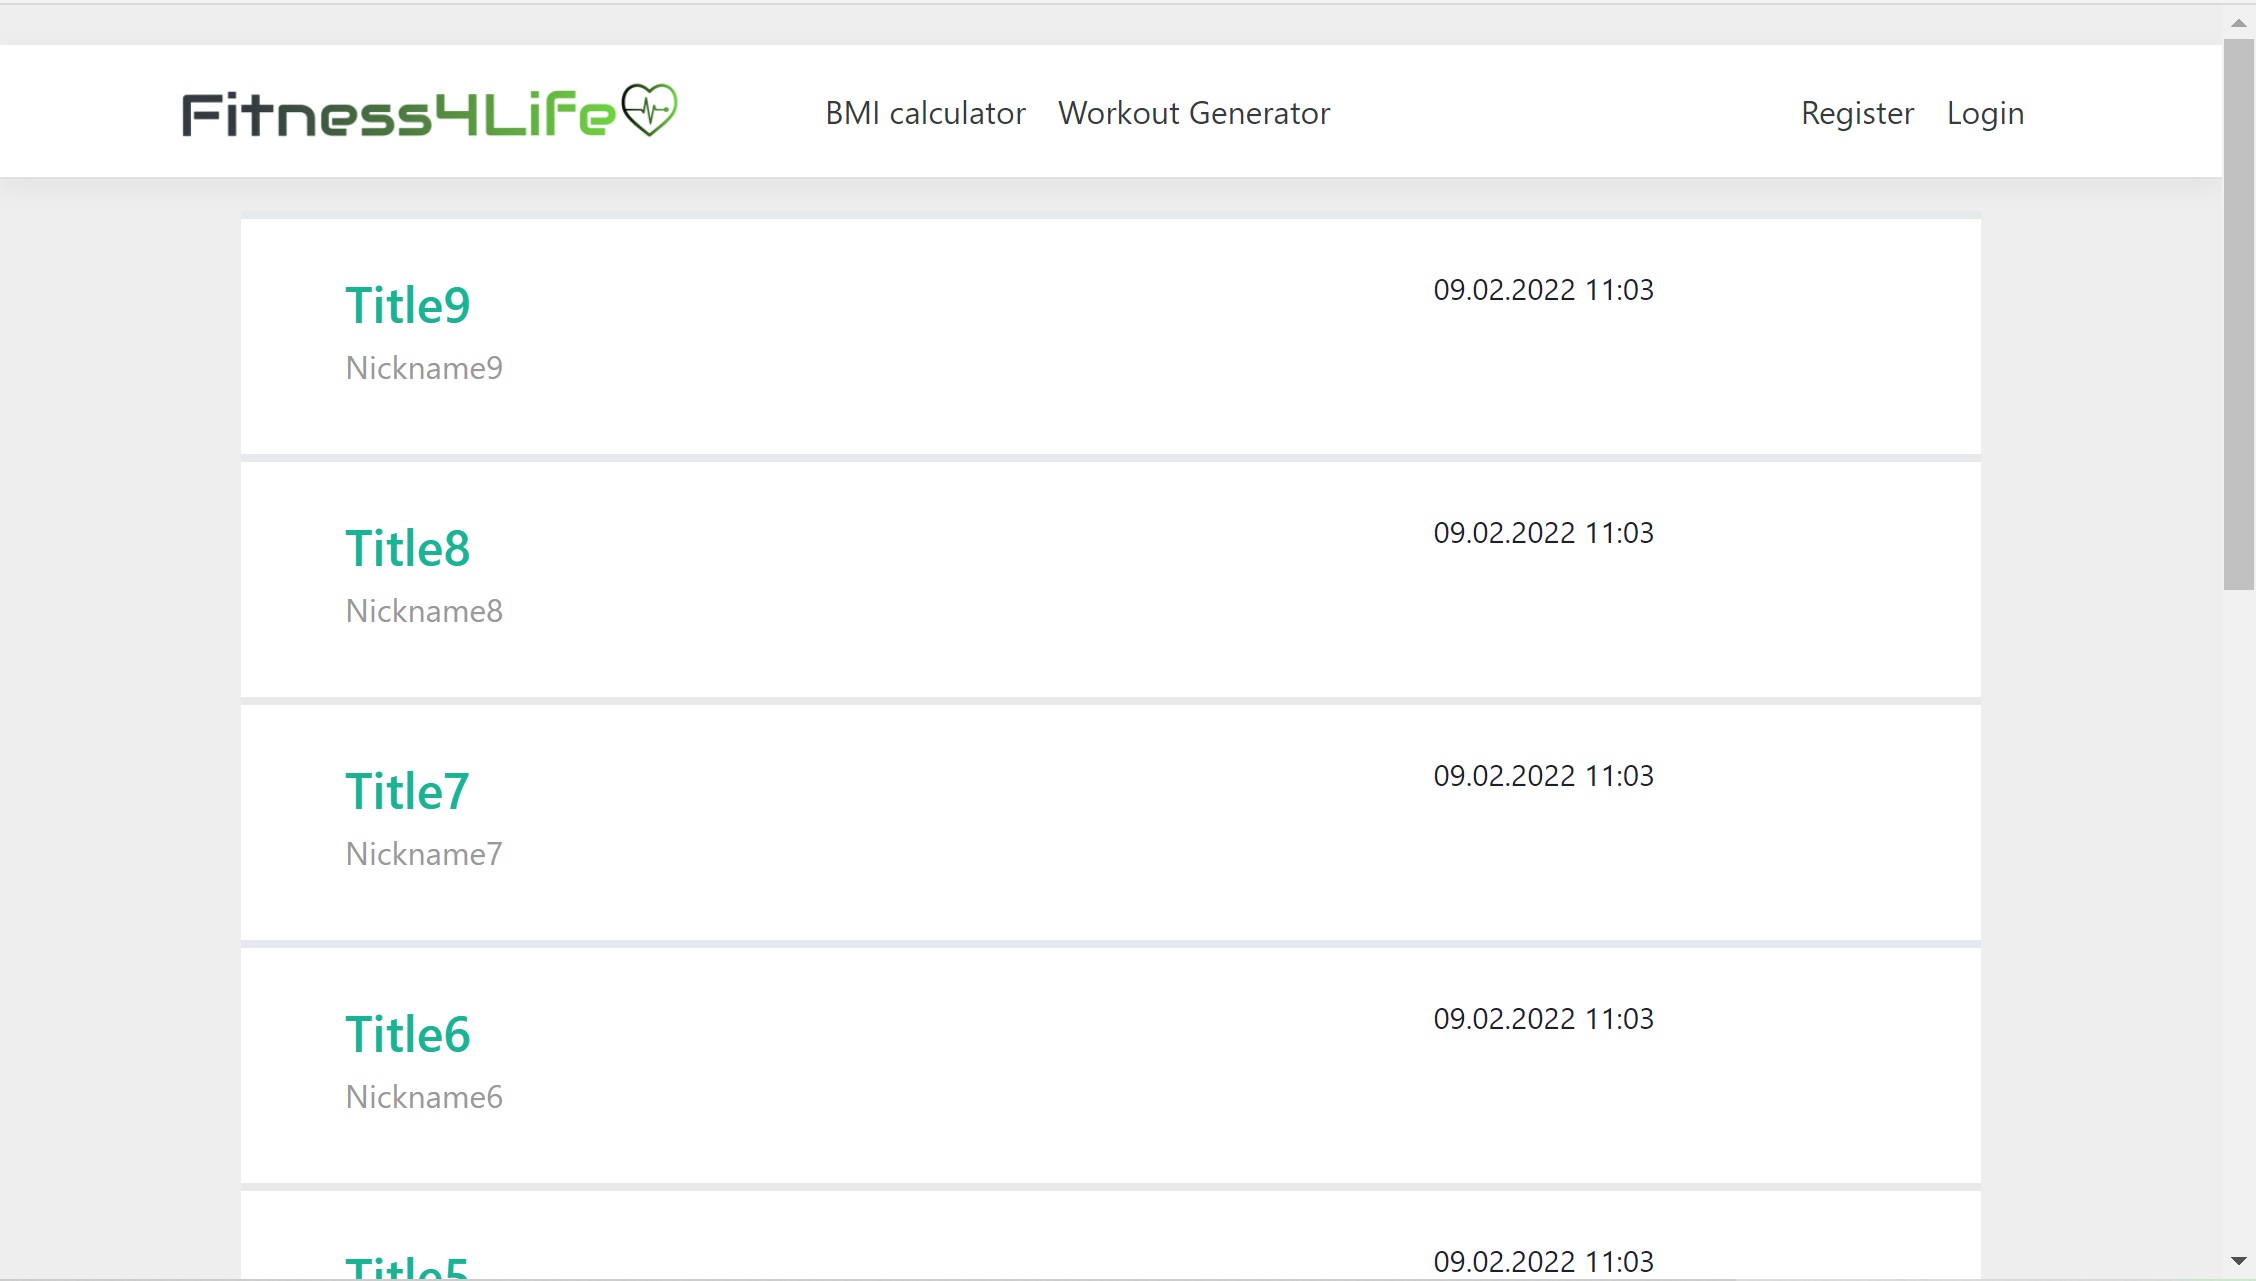 Fitness4Life
BMI calculator Workout Generator
Register Login
Title9
09.02.2022 11:03
Nickname9
Title8
09.02.2022 11:03
Nickname8
Title7
09.02.2022 11:03
Nickname7
Title6
09.02.2022 11:03
Nickname6
Title5
09.02.2022 11:03